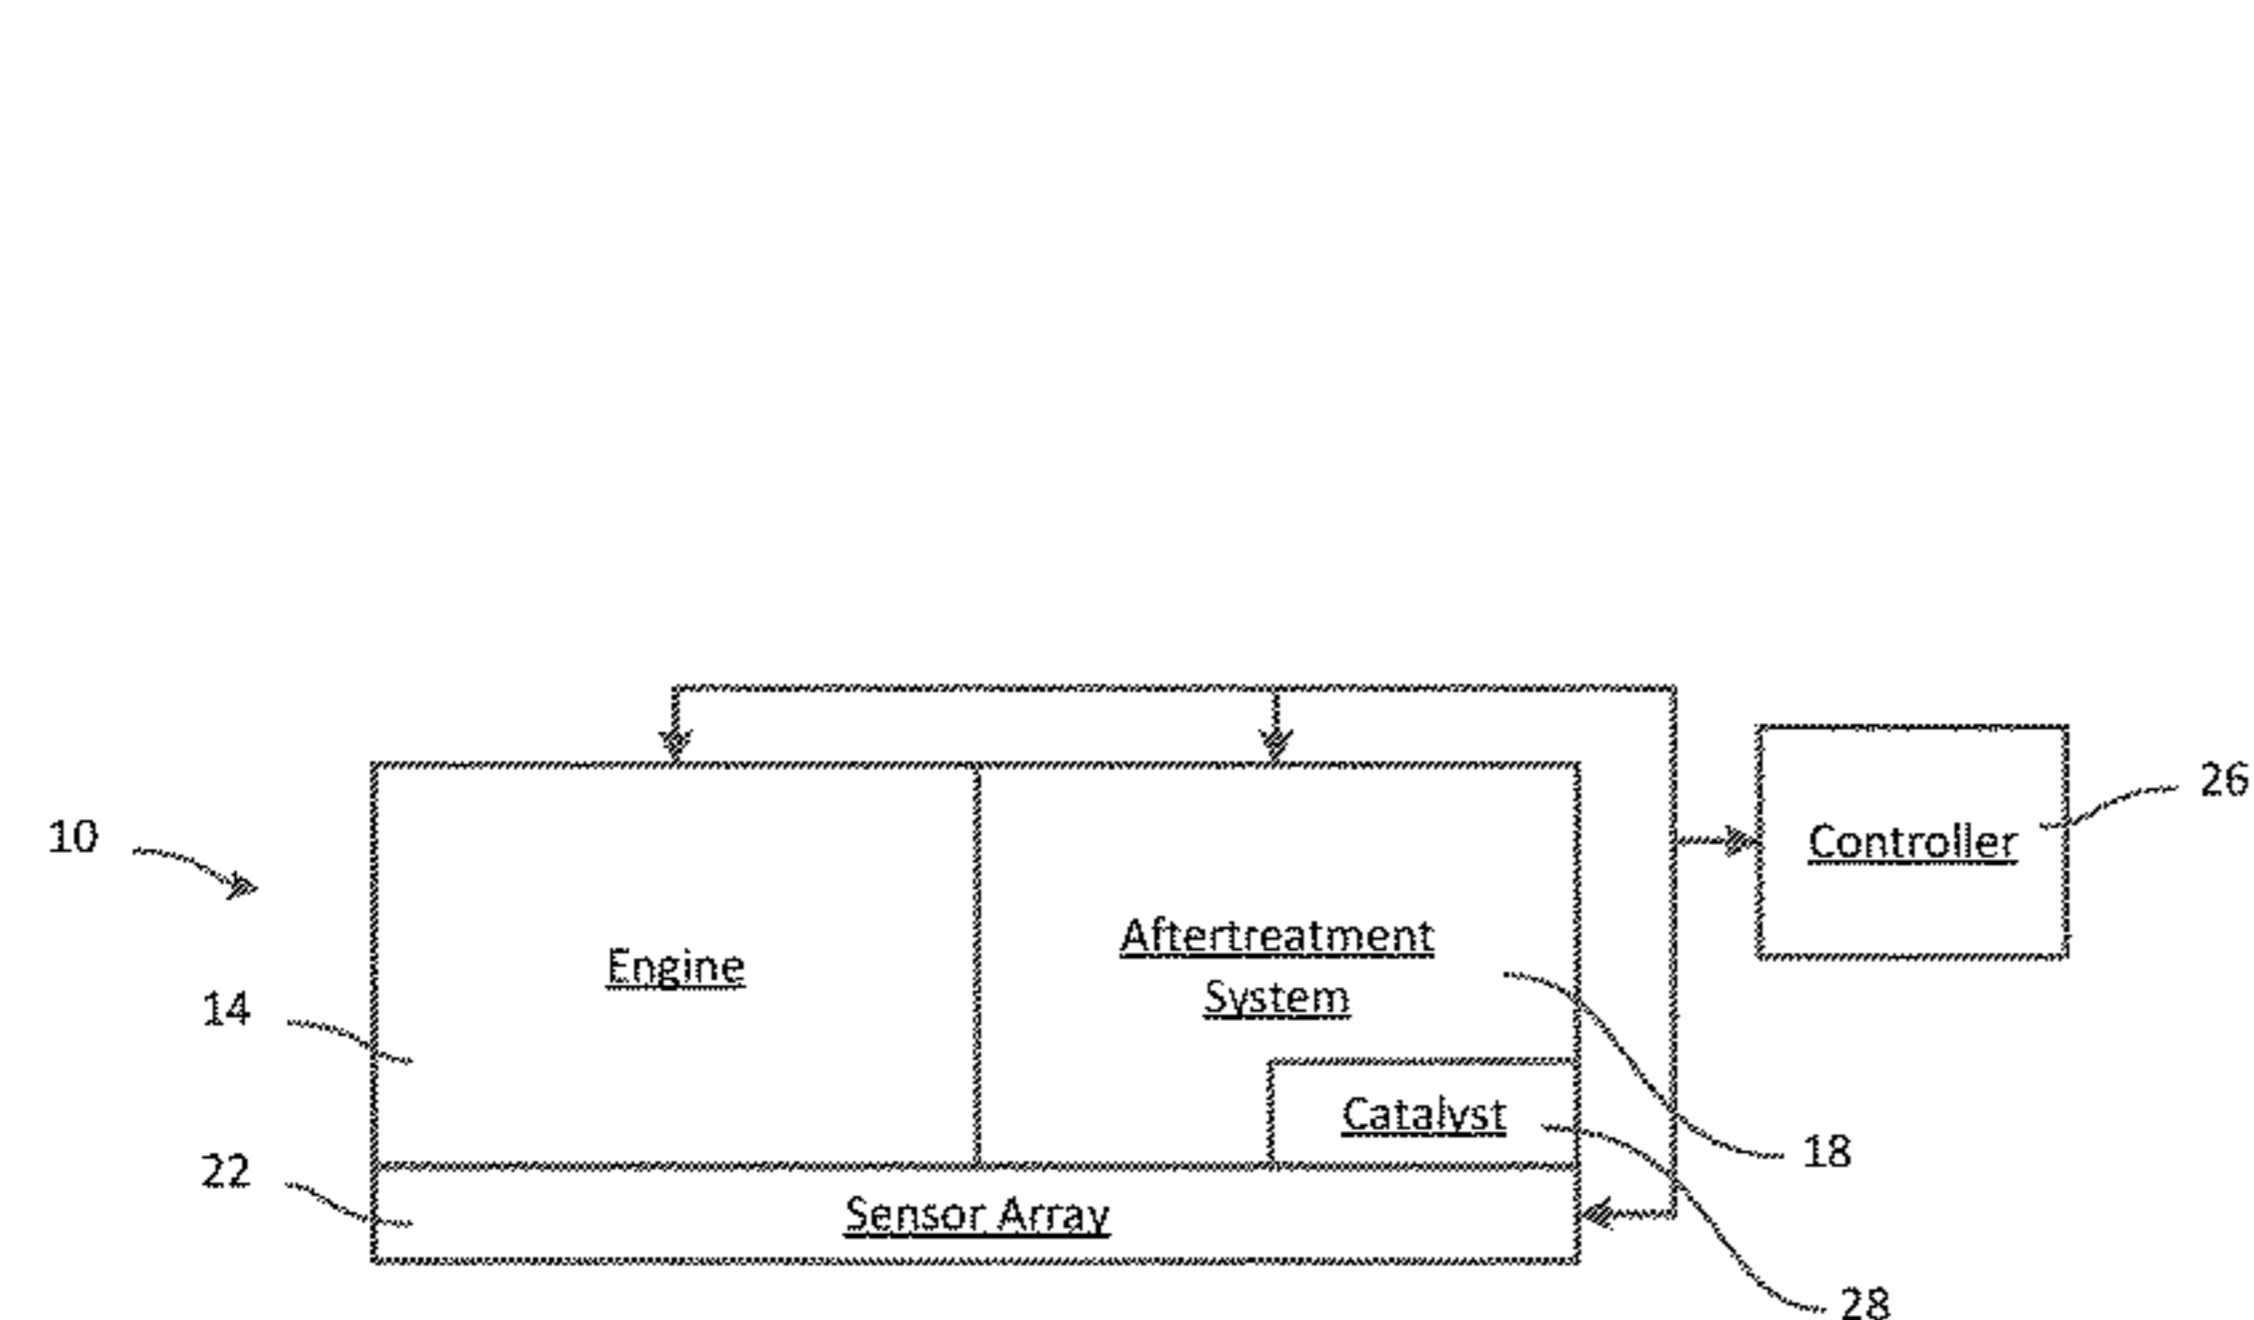 26
Controller
10
Aftertreatment
System
Engine
14
Catalyst
18
22
Sensor Array
28